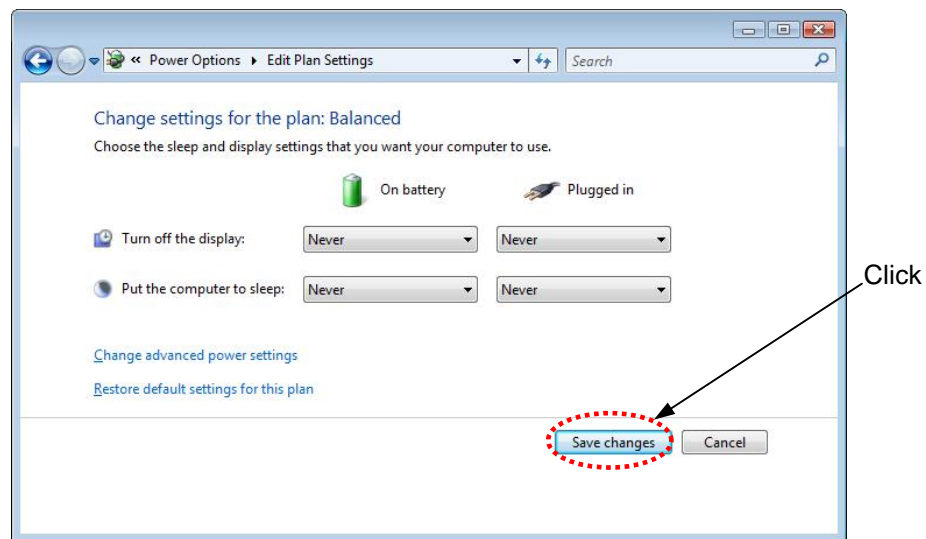 « Power Options ▸ Edit Plan Settings Search
Change settings for the plan: Balanced
Choose the sleep and display settings that you want your computer to use.
On battery Plugged in
Turn off the display: Never Never
Put the computer to sleep: Never Never
Click
Change advanced power settings
Restore default settings for this plan
Save changes Cancel